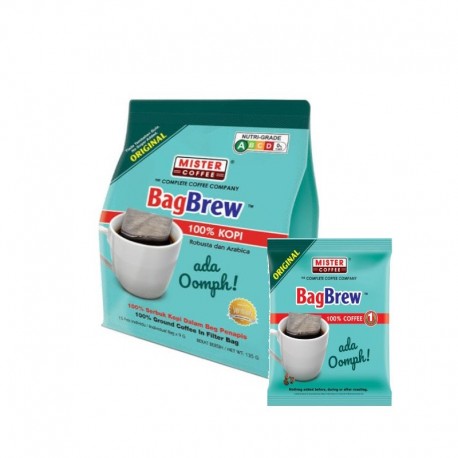 ORIGINAL
NUTRI-GRADE
A B C D
MISTER
COFFEE
THE COMPLETE COFFEE COMPANY
BagBrew™
100% KOPI
Robusta dan Arabica
ada
Oomph!
100% Serbuk Kopi Dalam Beg Penapis
100% Ground Coffee In Filter Bag
ORIGINAL
MISTER
COFFEE
THE COMPLETE COFFEE COMPANY
BagBrew™
100% COFFEE 1
ada
Oomph!